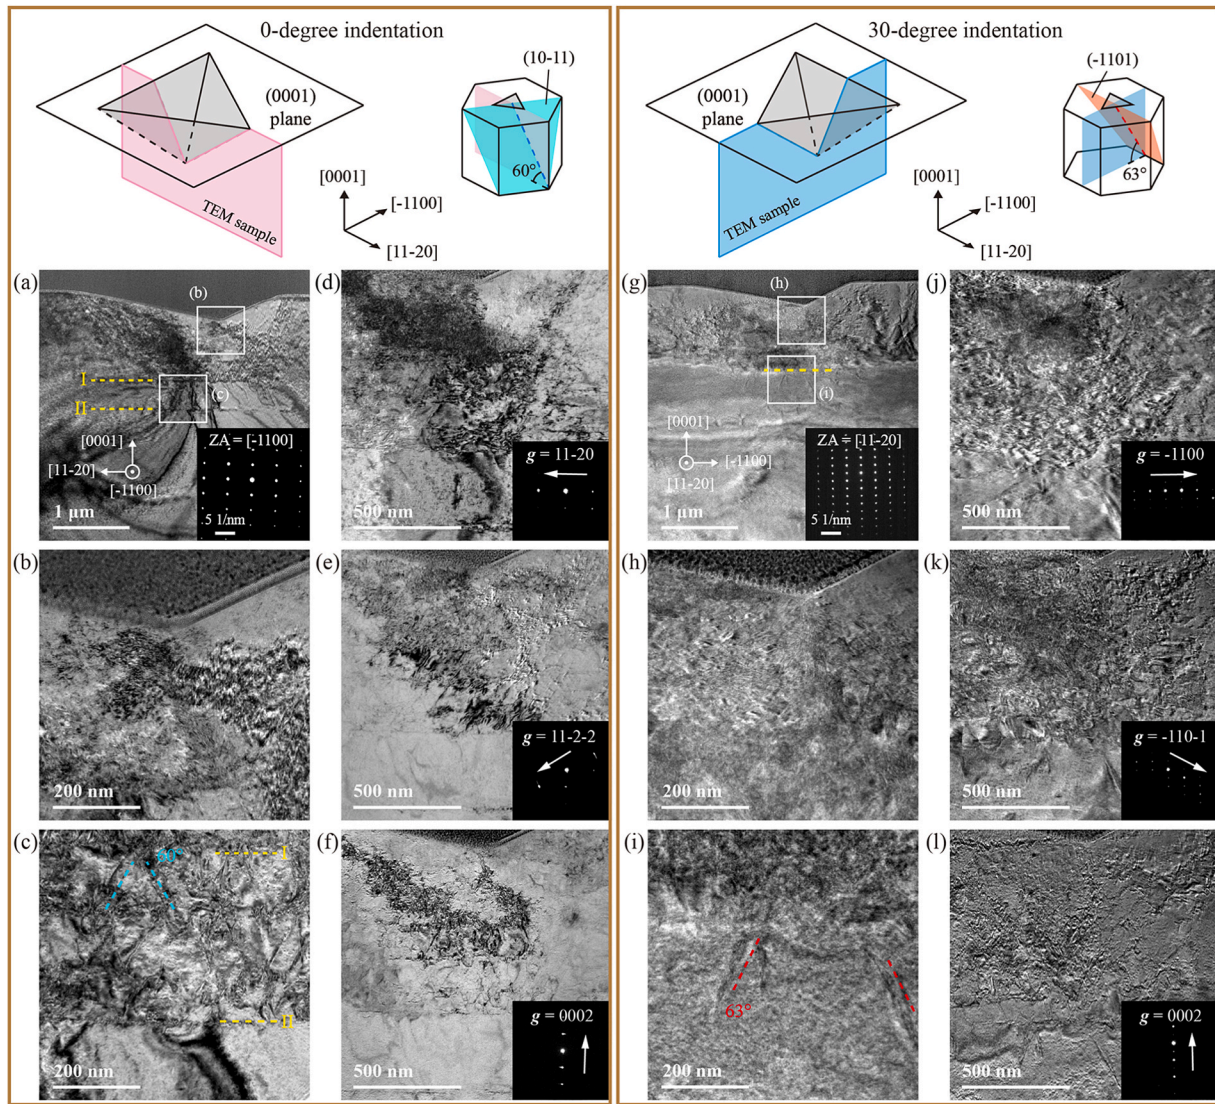 0-degree indentation
(0001)
plane
TEM sample
(10-11)
60°
[0001]
[-1100]
[11-20]
30-degree indentation
(0001)
plane
TEM sample
(-1101)
63°
[0001]
[-1100]
[11-20]
(a)
(b)
I
II
(c)
[0001]
[11-20]
[-1100]
ZA = [-1100]
1 μm
5 1/nm
(d)
g = 11-20
500 nm
(g)
(h)
(i)
[0001]
[-1100]
[11-20]
ZA = [11-20]
1 μm
5 1/nm
(j)
g = -1100
500 nm
(b)
200 nm
(e)
g = 11-2-2
500 nm
(h)
200 nm
(k)
g = -110-1
500 nm
(c)
60°
I
II
200 nm
(f)
g = 0002
500 nm
(i)
63°
200 nm
(l)
g = 0002
500 nm